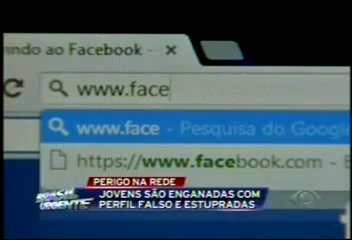 indo ao Facebook -
www.face
www.face - Pesquisa do Google
https://www.facebook.com -
PERIGO NA REDE
BRASIL
URGENTE
JOVENS SÃO ENGANADAS COM
PERFIL FALSO E ESTUPRADAS